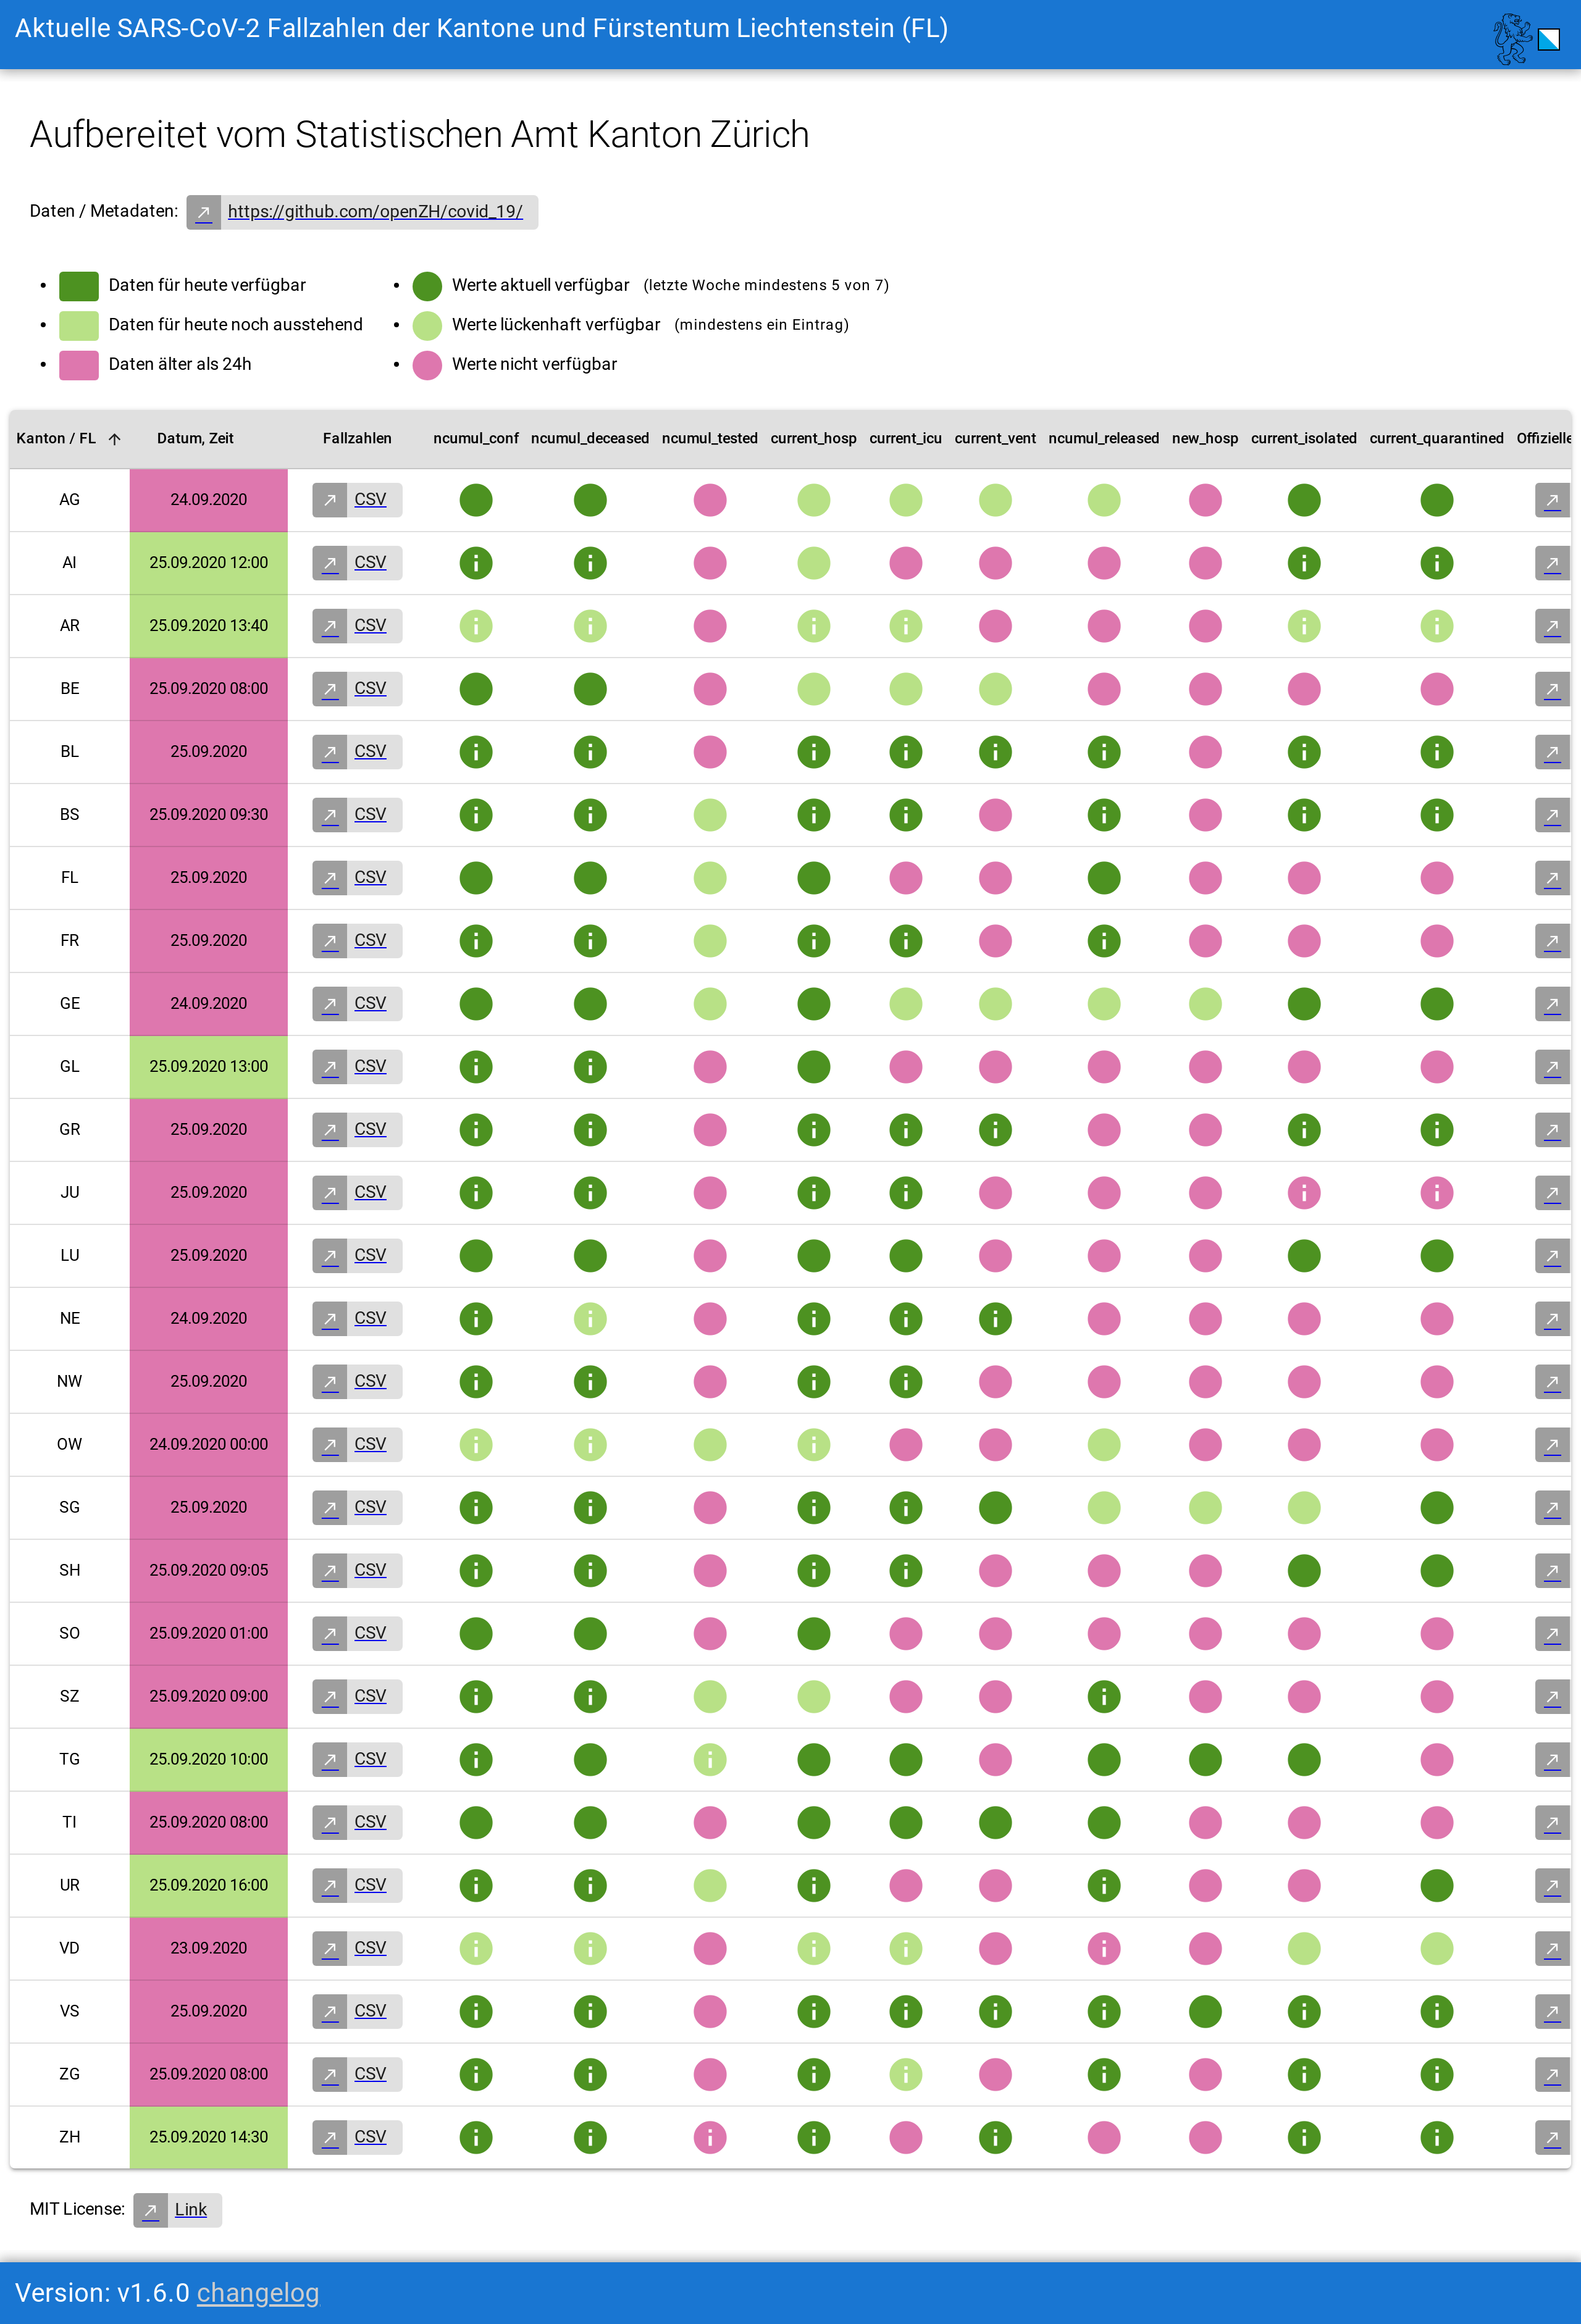 Aktuelle SARS-CoV-2 Fallzahlen der Kantone und Fürstentum Liechtenstein (FL)
Aufbereitet vom Statistischen Amt Kanton Zürich
Daten / Metadaten: https://github.com/openZH/covid_19/
Daten für heute verfügbar
Daten für heute noch ausstehend
Daten älter als 24h
Werte aktuell verfügbar (letzte Woche mindestens 5 von 7)
Werte lückenhaft verfügbar (mindestens ein Eintrag)
Werte nicht verfügbar
Kanton / FL Datum, Zeit Fallzahlen ncumul_conf ncumul_deceased ncumul_tested current_hosp current_icu current_vent ncumul_released new_hosp current_isolated current_quarantined Offizielle
AG 24.09.2020 CSV
AI 25.09.2020 12:00 CSV
AR 25.09.2020 13:40 CSV
BE 25.09.2020 08:00 CSV
BL 25.09.2020 CSV
BS 25.09.2020 09:30 CSV
FL 25.09.2020 CSV
FR 25.09.2020 CSV
GE 24.09.2020 CSV
GL 25.09.2020 13:00 CSV
GR 25.09.2020 CSV
JU 25.09.2020 CSV
LU 25.09.2020 CSV
NE 24.09.2020 CSV
NW 25.09.2020 CSV
OW 24.09.2020 00:00 CSV
SG 25.09.2020 CSV
SH 25.09.2020 09:05 CSV
SO 25.09.2020 01:00 CSV
SZ 25.09.2020 09:00 CSV
TG 25.09.2020 10:00 CSV
TI 25.09.2020 08:00 CSV
UR 25.09.2020 16:00 CSV
VD 23.09.2020 CSV
VS 25.09.2020 CSV
ZG 25.09.2020 08:00 CSV
ZH 25.09.2020 14:30 CSV
MIT License: Link
Version: v1.6.0 changelog